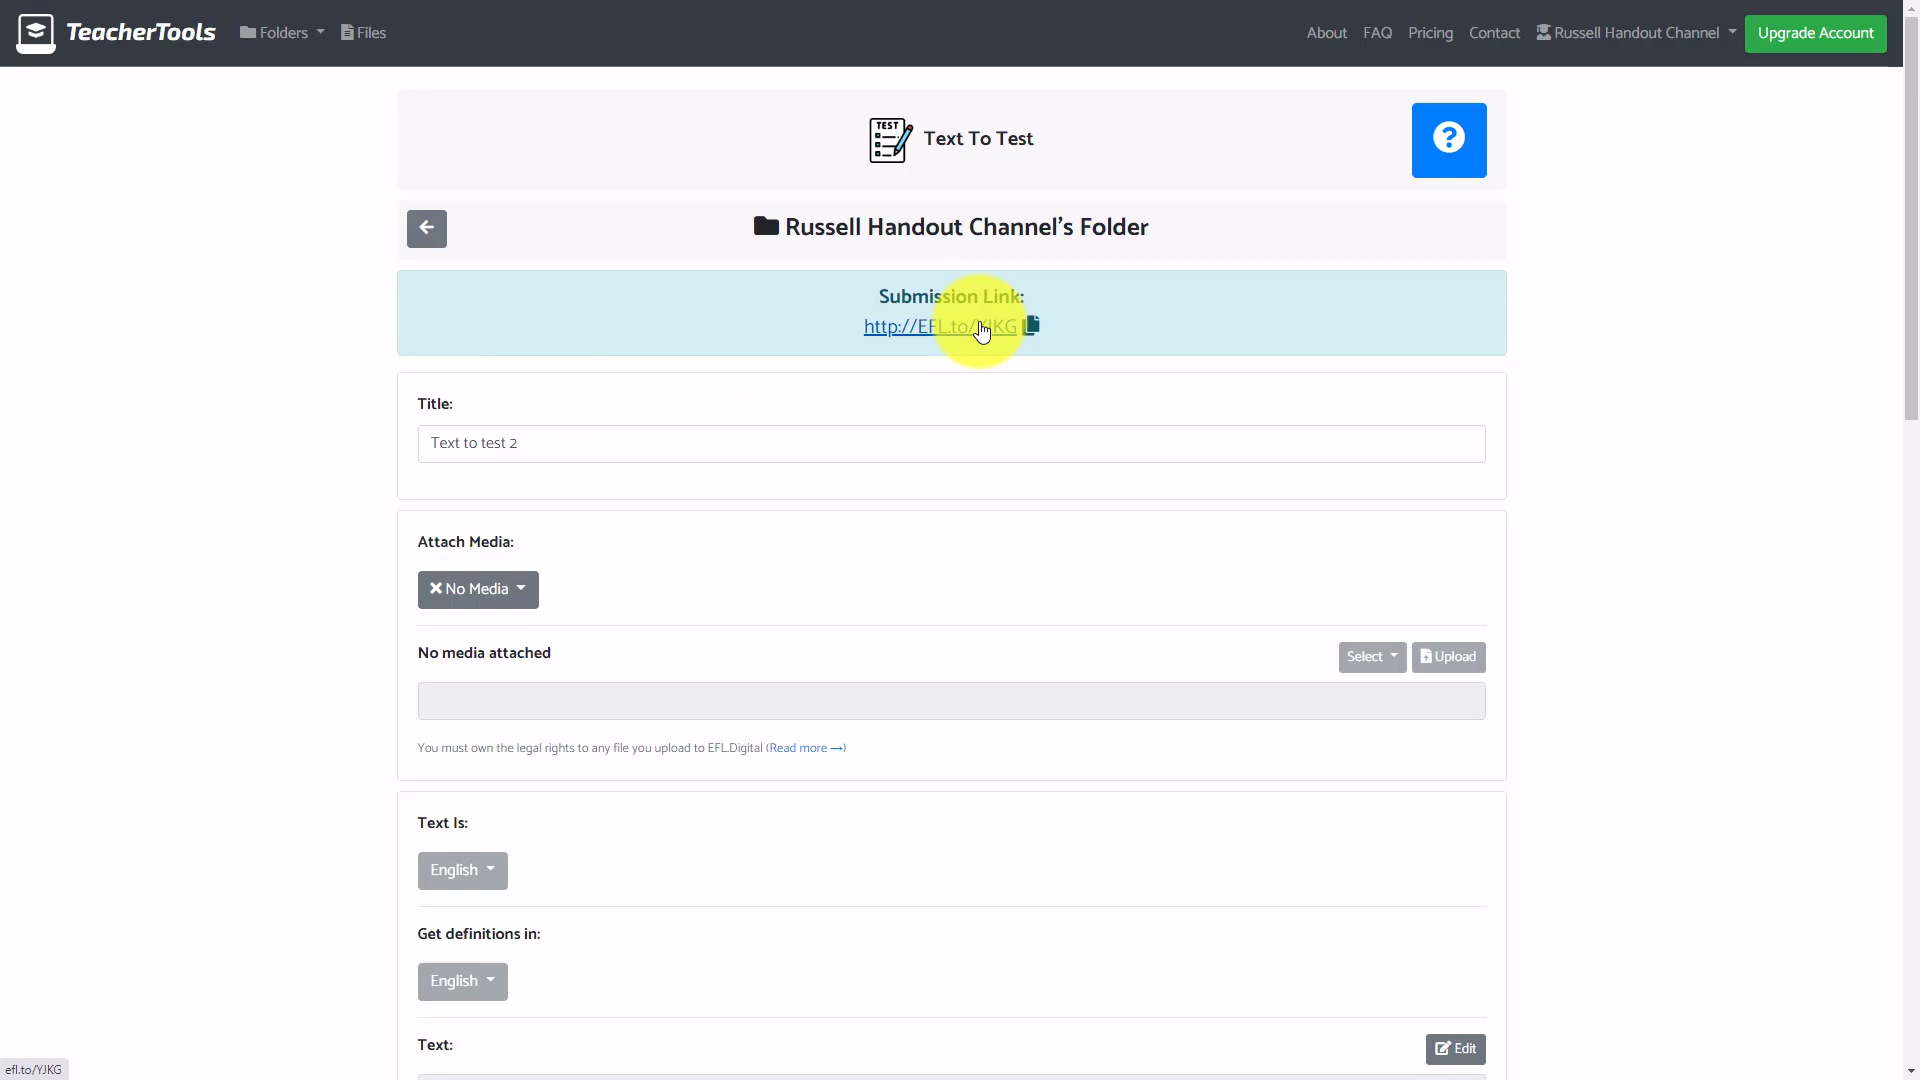 TeacherTools Folders Files About FAQ Pricing Contact Russell Handout Channel Upgrade Account
TEST
Text To Test
Russell Handout Channel's Folder
Submission Link:
http://EFL.to/YJKG
Title:
Text to test 2
Attach Media:
No Media
No media attached Select Upload
You must own the legal rights to any file you upload to EFL.Digital (Read more →)
Text Is:
English
Get definitions in:
English
Text: Edit
efl.to/YJKG